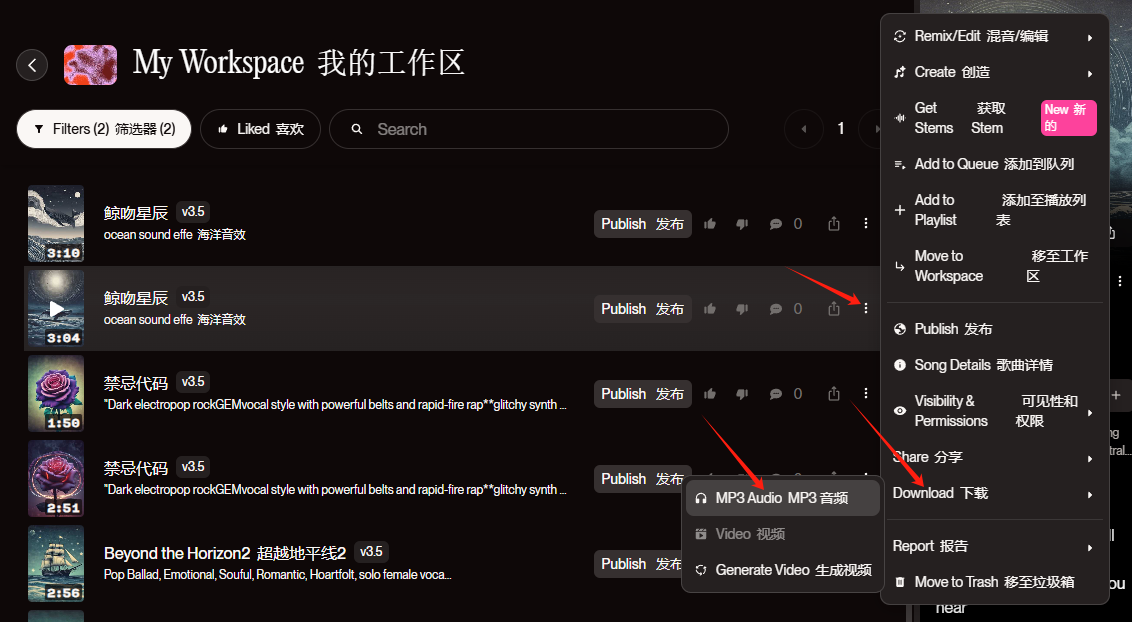 My Workspace 我的工作区
Filters (2) 筛选器 (2)
Liked 喜欢
Search
1
鲸吻星辰 v3.5
ocean sound effe 海洋音效
3:10
Publish 发布
0
鲸吻星辰 v3.5
ocean sound effe 海洋音效
3:04
Publish 发布
0
禁忌代码 v3.5
"Dark electropop rockGEMvocal style with powerful belts and rapid-fire rap**glitchy synth ...
1:50
Publish 发布
0
禁忌代码 v3.5
"Dark electropop rockGEMvocal style with powerful belts and rapid-fire rap**glitchy synth ...
2:51
Publish 发布
Beyond the Horizon2 超越地平线2 v3.5
Pop Ballad, Emotional, Souful, Romantic, Hoartfolt, solo female voca...
2:56
Publish 发布
MP3 Audio MP3 音频
Video 视频
Generate Video 生成视频
Remix/Edit 混音/编辑
Create 创造
Get 获取
Stems Stem
New 新
的
Add to Queue 添加到队列
Add to 添加至播放列
Playlist 表
Move to 移至工作
Workspace 区
Publish 发布
Song Details 歌曲详情
Visibility & 可见性和
Permissions 权限
Share 分享
Download 下载
Report 报告
Move to Trash 移至垃圾箱
ng
tral...
ou
near